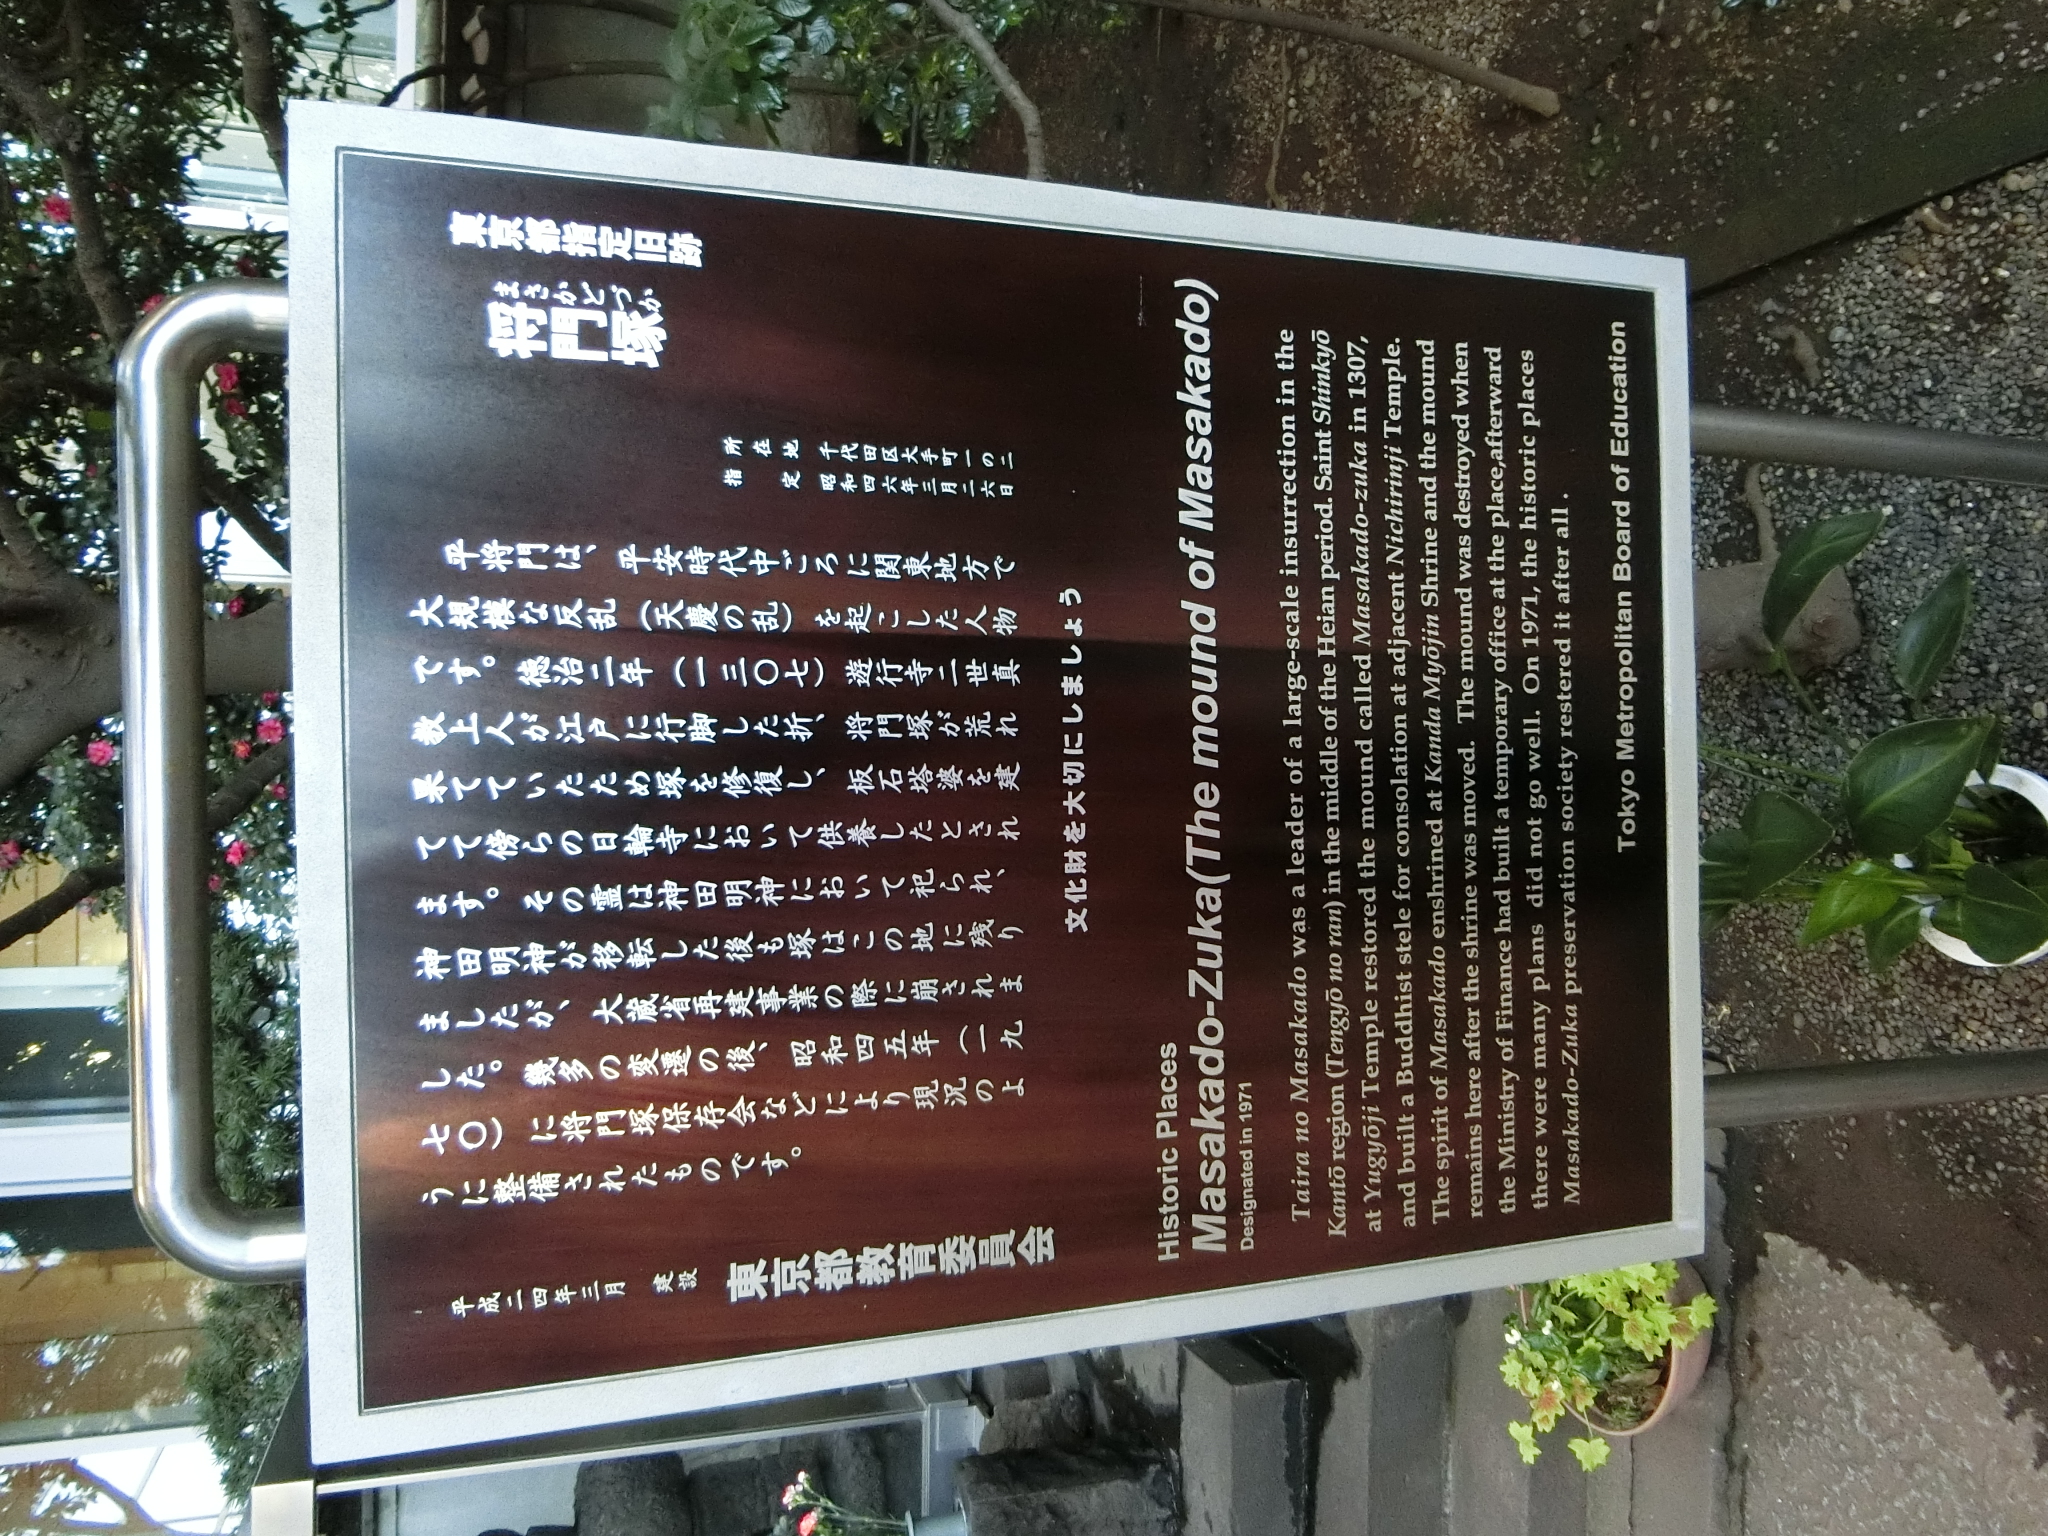 東京都指定旧跡
まさかどづか
将門塚
所在地 千代田区大手町一の二
指定 昭和四六年三月二六日
平将門は、平安時代中ごろに関東地方で
大規模な反乱（天慶の乱）を起こした人物
です。徳治二年（一三〇七）遊行寺二世真
教上人が江戸に行脚した折、将門塚が荒れ
果てていたため塚を修復し、板石塔婆を建
てて傍らの日輪寺において供養したとされ
ます。その霊は神田明神において祀られ、
神田明神が移転した後も塚はこの地に残り
ましたが、大蔵省再建事業の際に崩されま
した。幾多の変遷の後、昭和四五年（一九
七〇）に将門塚保存会などにより現況のよ
うに整備されたものです。
平成二四年三月 建設 東京都教育委員会
文化財を大切にしましょう
Historic Places
Masakado-Zuka(The mound of Masakado)
Designated in 1971
Taira no Masakado was a leader of a large-scale insurrection in the
Kantō region (Tengyō no ran) in the middle of the Heian period. Saint Shinkyō
at Yugyōji Temple restored the mound called Masakado-zuka in 1307,
and built a Buddhist stele for consolation at adjacent Nichirinji Temple.
The spirit of Masakado enshrined at Kanda Myōjin Shrine and the mound
remains here after the shrine was moved. The mound was destroyed when
the Ministry of Finance had built a temporary office at the place,afterward
there were many plans did not go well. On 1971, the historic places
Masakado-Zuka preservation society restered it after all .
Tokyo Metropolitan Board of Education